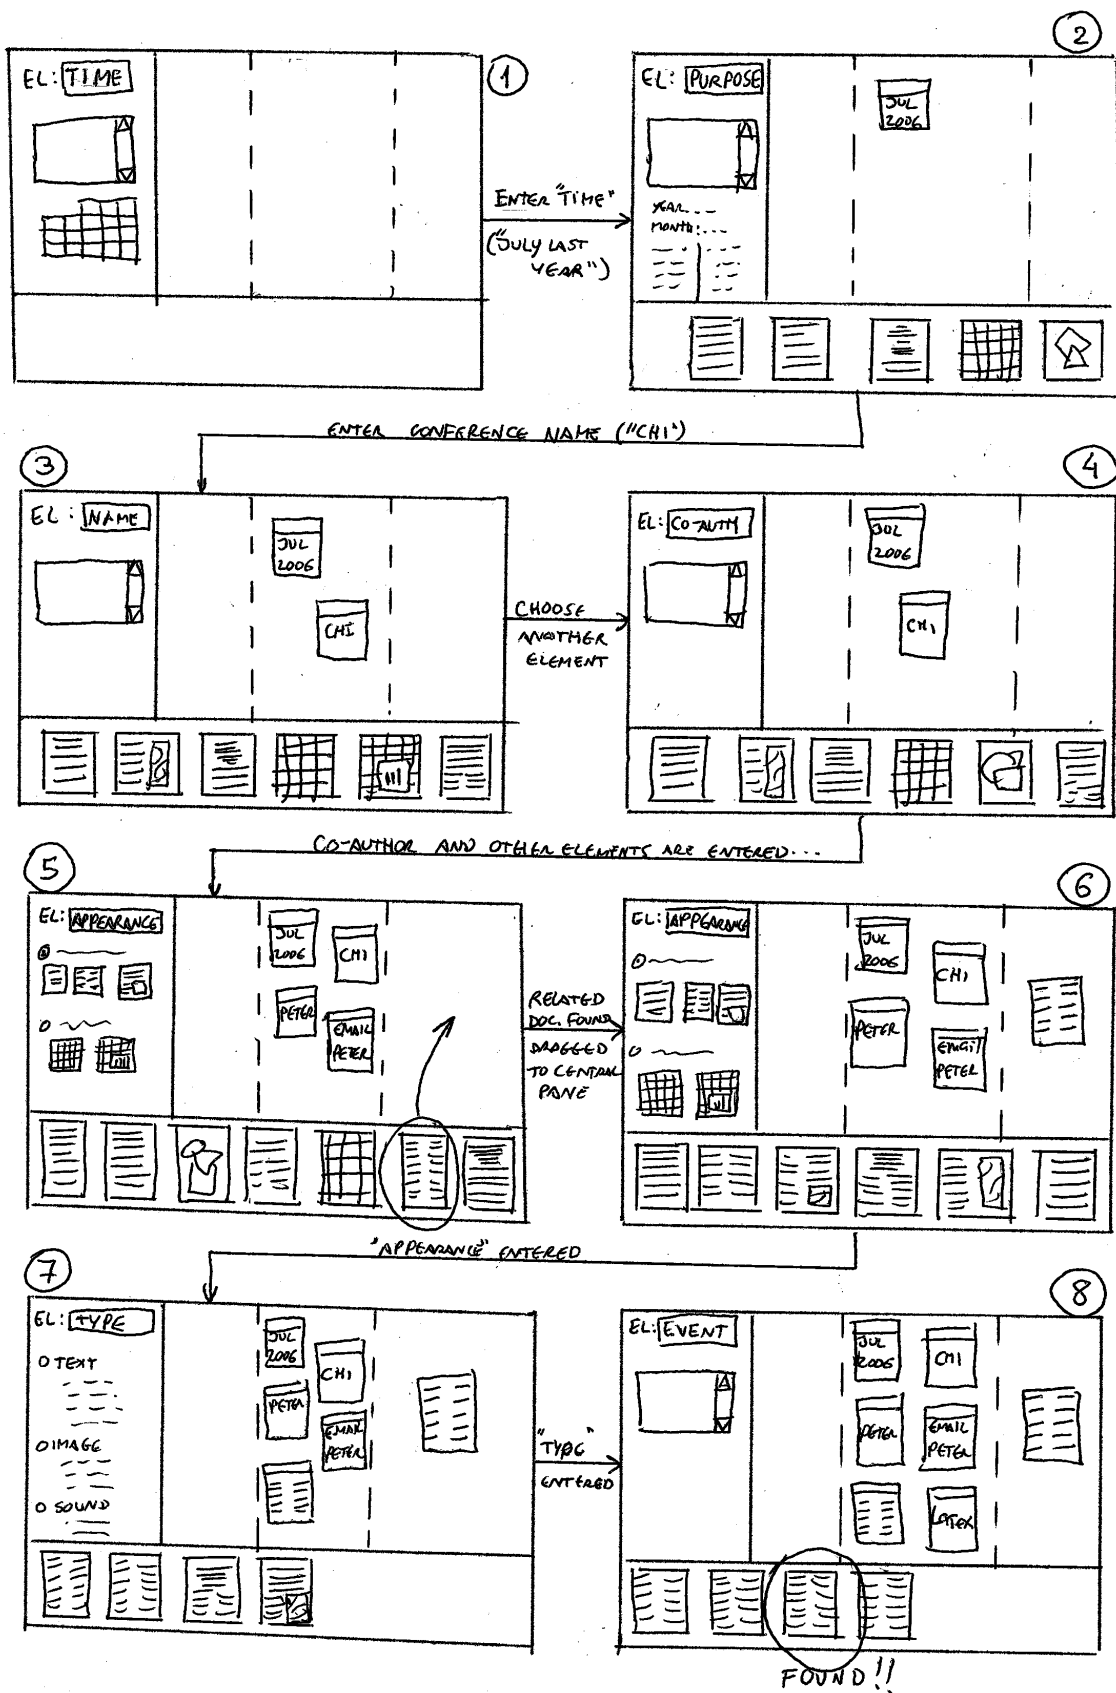 1
EL: TIME
ENTER "TIME"
("JULY LAST
YEAR")
2
EL: PURPOSE
YEAR...
MONTH:...
JUL
2006
ENTER CONFERENCE NAME ("CHI")
3
EL: NAME
JUL
2006
CHI
CHOOSE
ANOTHER
ELEMENT
4
EL: CO-AUTH
JUL
2006
CHI
CO-AUTHOR AND OTHER ELEMENTS ARE ENTERED...
5
EL: APPEARANCE
JUL
2006
CHI
PETER
EMAIL
PETER
RELATED
DOC. FOUND
DRAGGED
TO CENTRAL
PANE
6
EL: APPEARANCE
JUL
2006
CHI
PETER
EMAIL
PETER
"APPEARANCE" ENTERED
7
EL: TYPE
TEXT
IMAGE
SOUND
JUL
2006
CHI
PETER
EMAIL
PETER
"TYPE"
ENTERED
8
EL: EVENT
JUL
2006
CHI
PETER
EMAIL
PETER
LATEX
FOUND!!